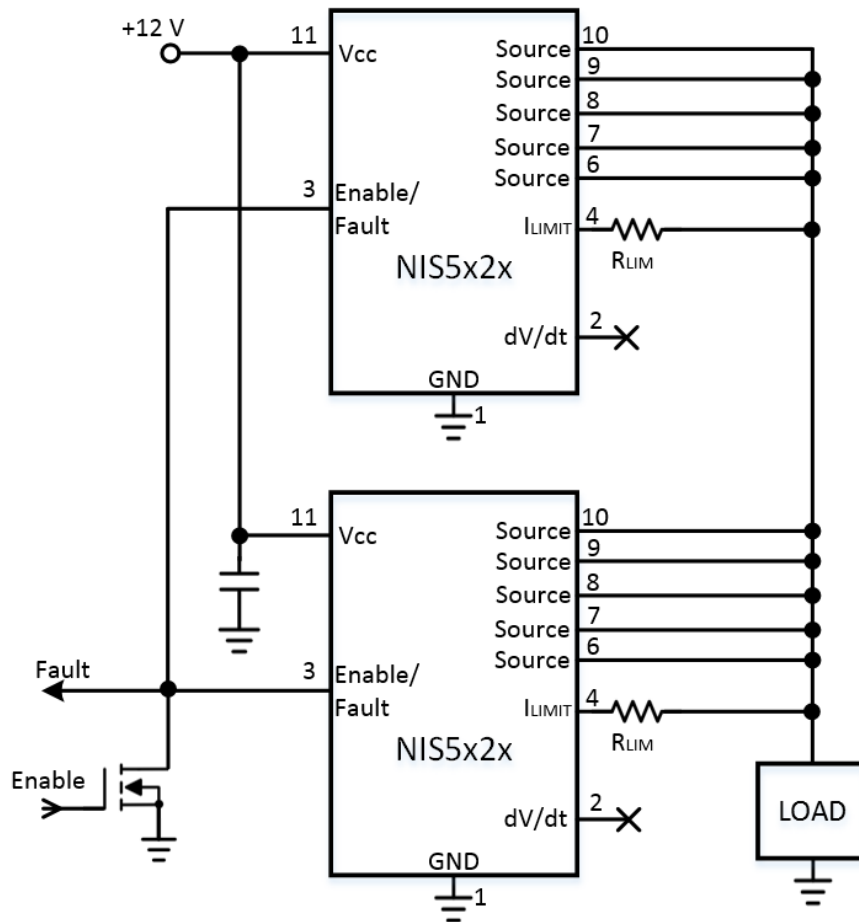 +12 V
11
Vcc
Source
10
Source
9
Source
8
Source
7
Source
6
3
Enable/
Fault
ILIMIT
4
RLIM
NIS5x2x
dV/dt
2
GND
1
11
Vcc
Source
10
Source
9
Source
8
Source
7
Source
6
Fault
3
Enable/
Fault
ILIMIT
4
RLIM
NIS5x2x
Enable
dV/dt
2
LOAD
GND
1